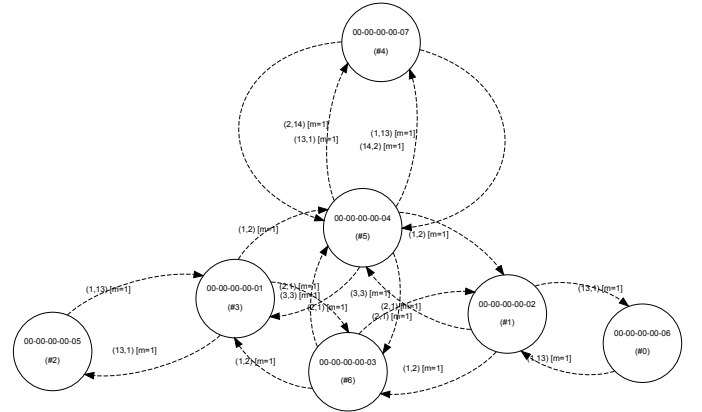 00-00-00-00-07
(#4)
(2,14) [m=1]
(13,1) [m=1]
(1,13) [m=1]
(14,2) [m=1]
00-00-00-00-04
(#5)
(1,2) [m=1]
(1,2) [m=1]
00-00-00-00-01
(#3)
(1,13) [m=1]
(2,1) [m=1]
(3,3) [m=1]
(2,1) [m=1]
(3,3) [m=1]
(2,1) [m=1]
(2,1) [m=1]
(13,1) [m=1]
00-00-00-00-02
(#1)
00-00-00-00-05
(#2)
00-00-00-00-06
(#0)
(13,1) [m=1]
(1,2) [m=1]
00-00-00-00-03
(#6)
(1,2) [m=1]
(1,13) [m=1]